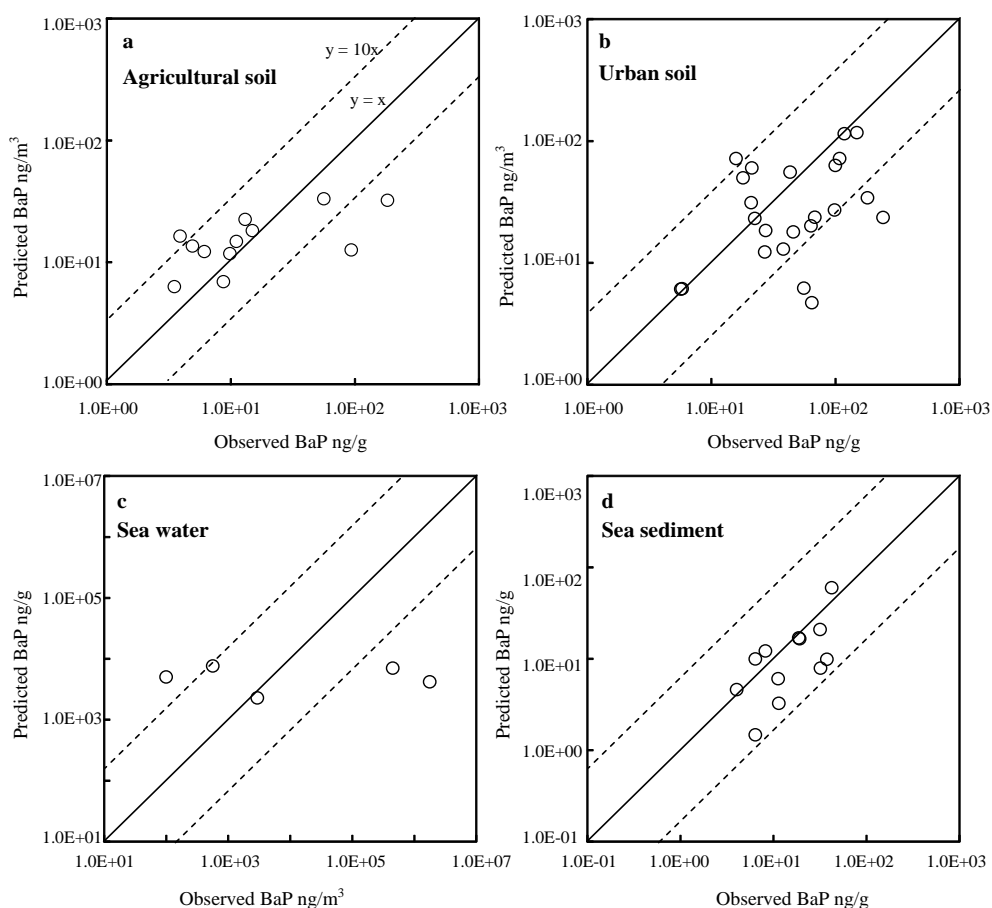 a
Agricultural soil
y = 10x
y = x
1.0E+03
1.0E+02
1.0E+01
1.0E+00
Predicted BaP ng/m³
1.0E+00 1.0E+01 1.0E+02 1.0E+03
Observed BaP ng/g
b
Urban soil
1.0E+03
1.0E+02
1.0E+01
1.0E+00
Predicted BaP ng/m³
1.0E+00 1.0E+01 1.0E+02 1.0E+03
Observed BaP ng/g
c
Sea water
1.0E+07
1.0E+05
1.0E+03
1.0E+01
Predicted BaP ng/g
1.0E+01 1.0E+03 1.0E+05 1.0E+07
Observed BaP ng/m³
d
Sea sediment
1.0E+03
1.0E+02
1.0E+01
1.0E+00
1.0E-01
Predicted BaP ng/g
1.0E-01 1.0E+00 1.0E+01 1.0E+02 1.0E+03
Observed BaP ng/g